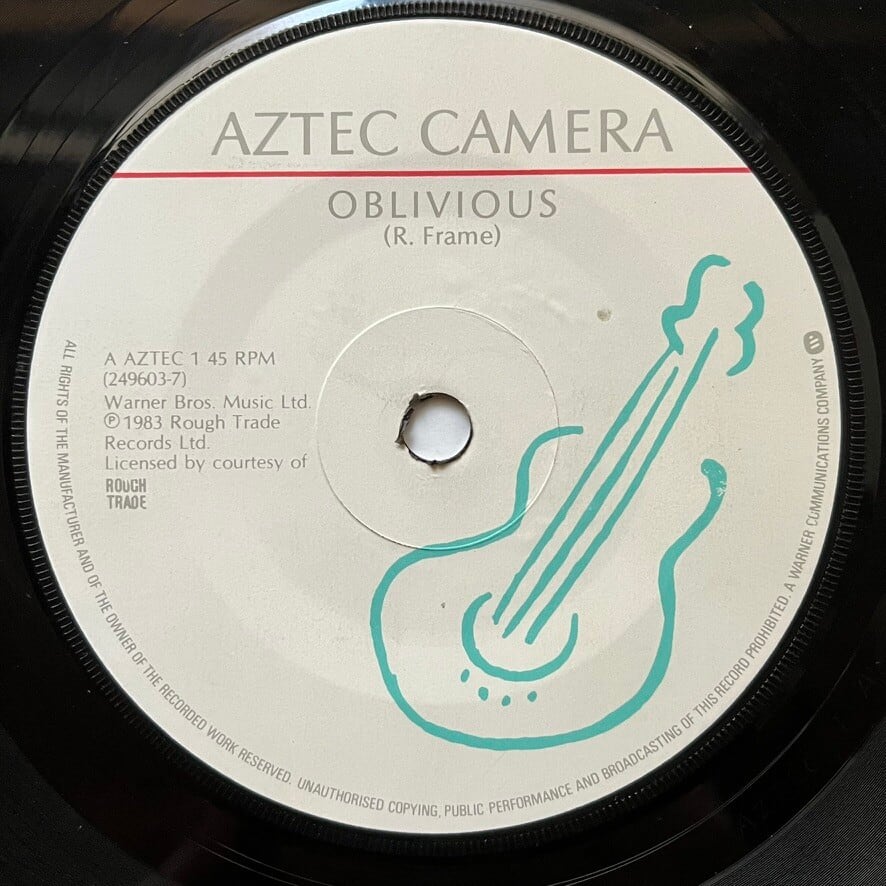 AZTEC CAMERA
OBLIVIOUS
(R. Frame)
A AZTEC 1 45 RPM
(249603-7)
Warner Bros. Music Ltd.
℗ 1983 Rough Trade
Records Ltd.
Licensed by courtesy of
ROUGH
TRADE
ALL RIGHTS OF THE MANUFACTURER AND OF THE OWNER OF THE RECORDED WORK RESERVED. UNAUTHORISED COPYING, PUBLIC PERFORMANCE AND BROADCASTING OF THIS RECORD PROHIBITED. A WARNER COMMUNICATIONS COMPANY